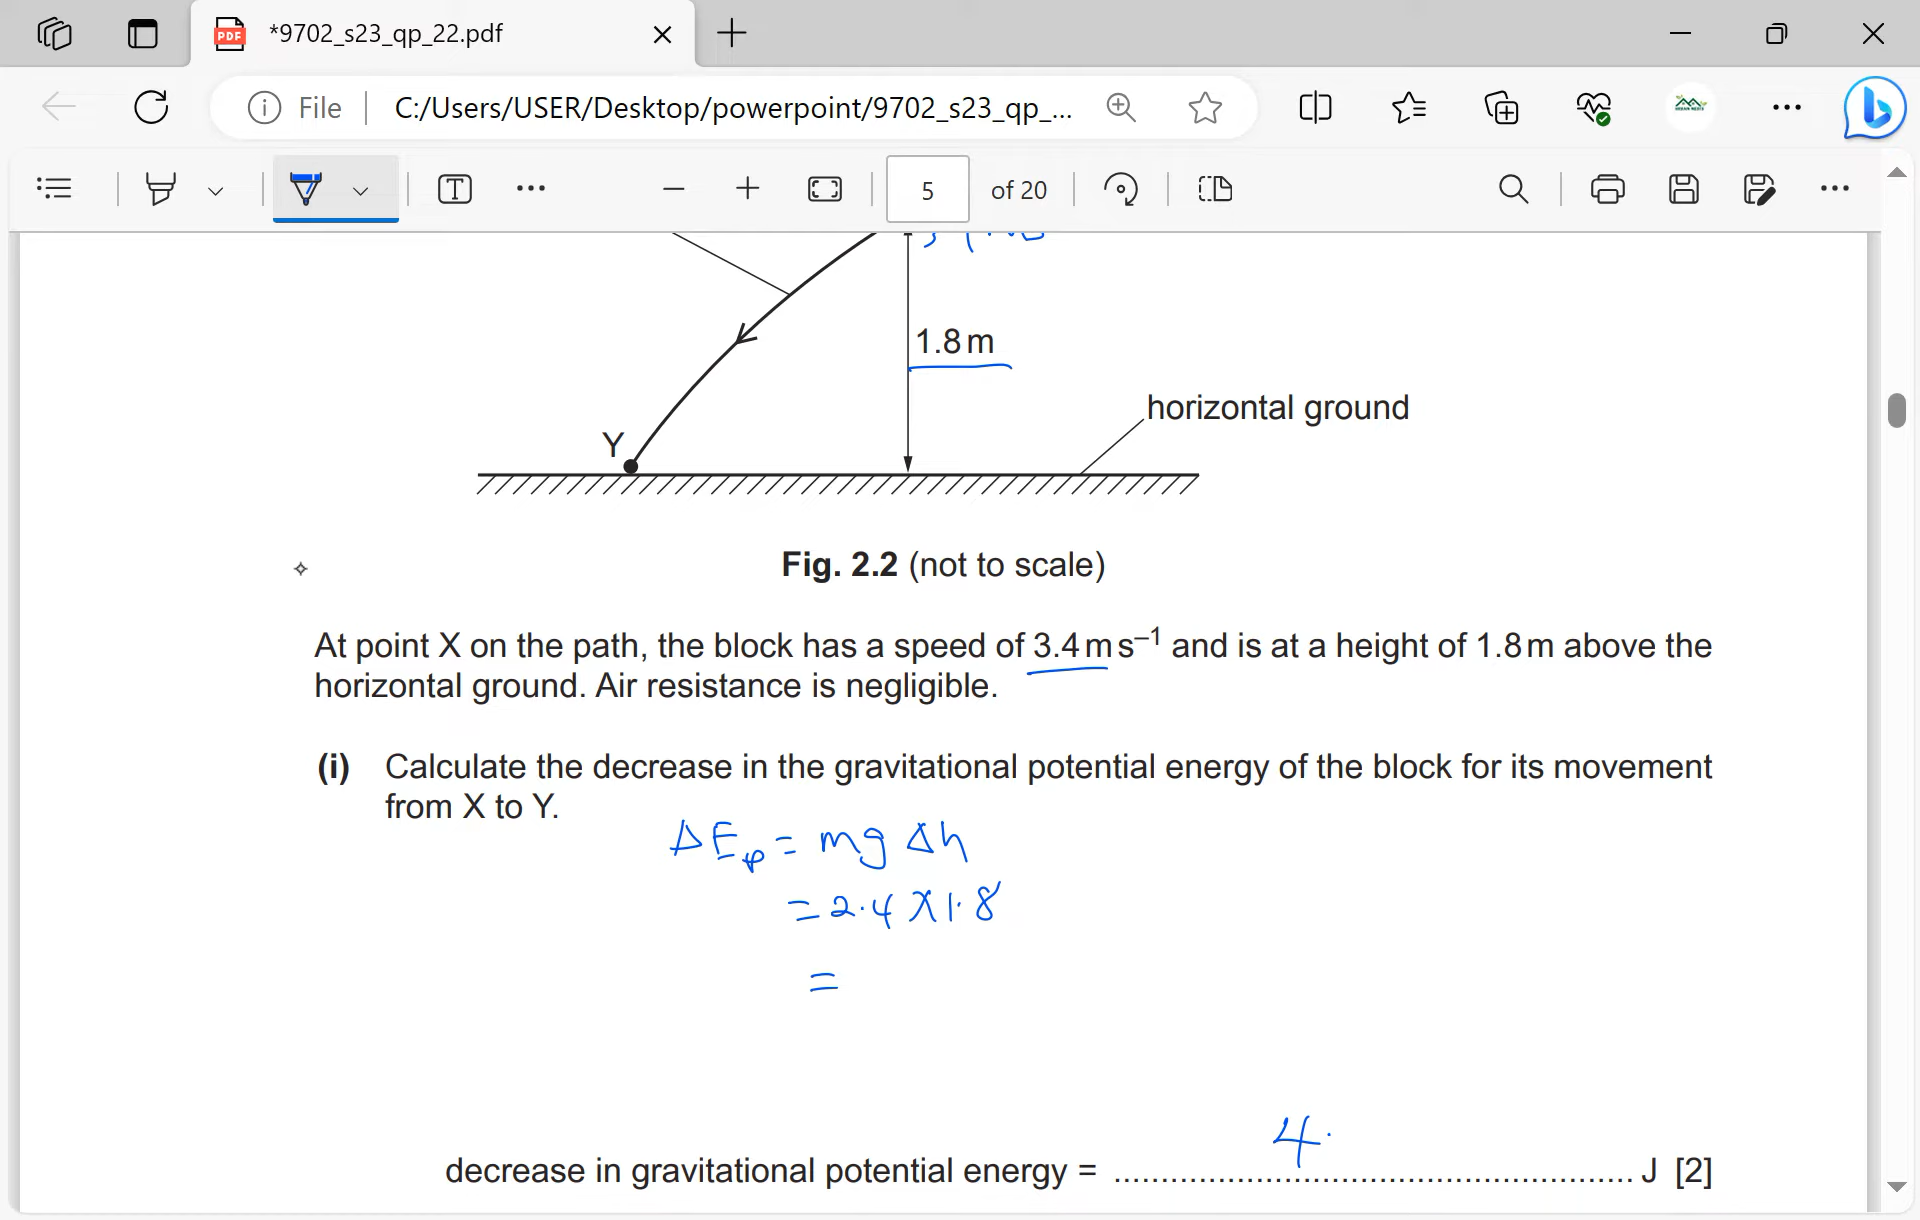 *9702_s23_qp_22.pdf
File
C:/Users/USER/Desktop/powerpoint/9702_s23_qp_...
5 of 20
1.8 m
horizontal ground
Y
Fig. 2.2 (not to scale)
At point X on the path, the block has a speed of 3.4 m s⁻¹ and is at a height of 1.8 m above the
horizontal ground. Air resistance is negligible.
(i) Calculate the decrease in the gravitational potential energy of the block for its movement
from X to Y.
ΔEₚ = mg Δh
= 2.4 × 1.8
=
4.
decrease in gravitational potential energy = .................................................... J [2]